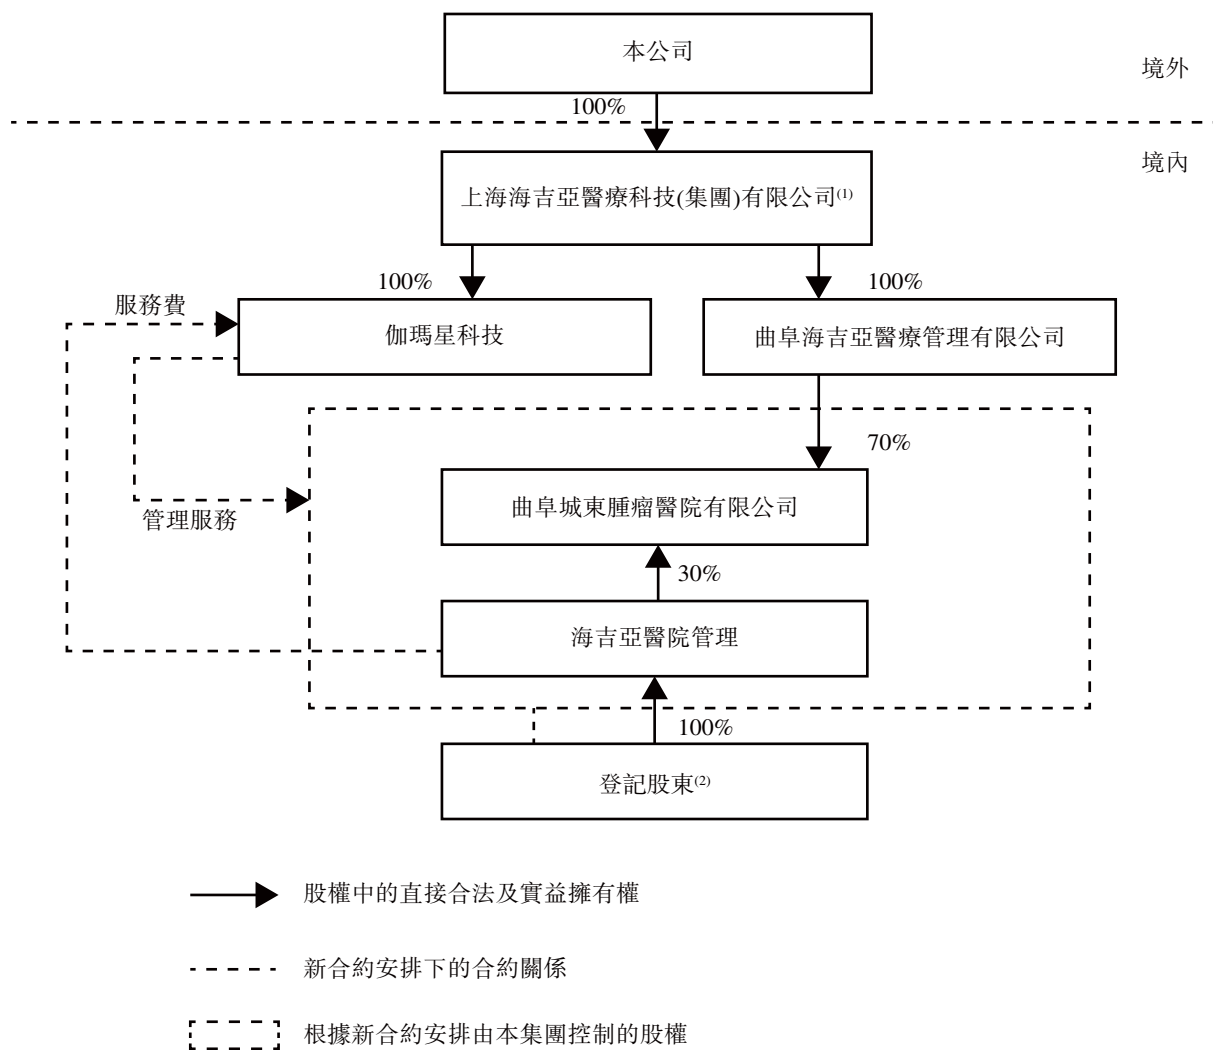 本公司
境外
100%
境內
上海海吉亞醫療科技(集團)有限公司(1)
100%
100%
服務費
伽瑪星科技
曲阜海吉亞醫療管理有限公司
70%
曲阜城東腫瘤醫院有限公司
管理服務
30%
海吉亞醫院管理
100%
登記股東(2)
股權中的直接合法及實益擁有權
新合約安排下的合約關係
根據新合約安排由本集團控制的股權